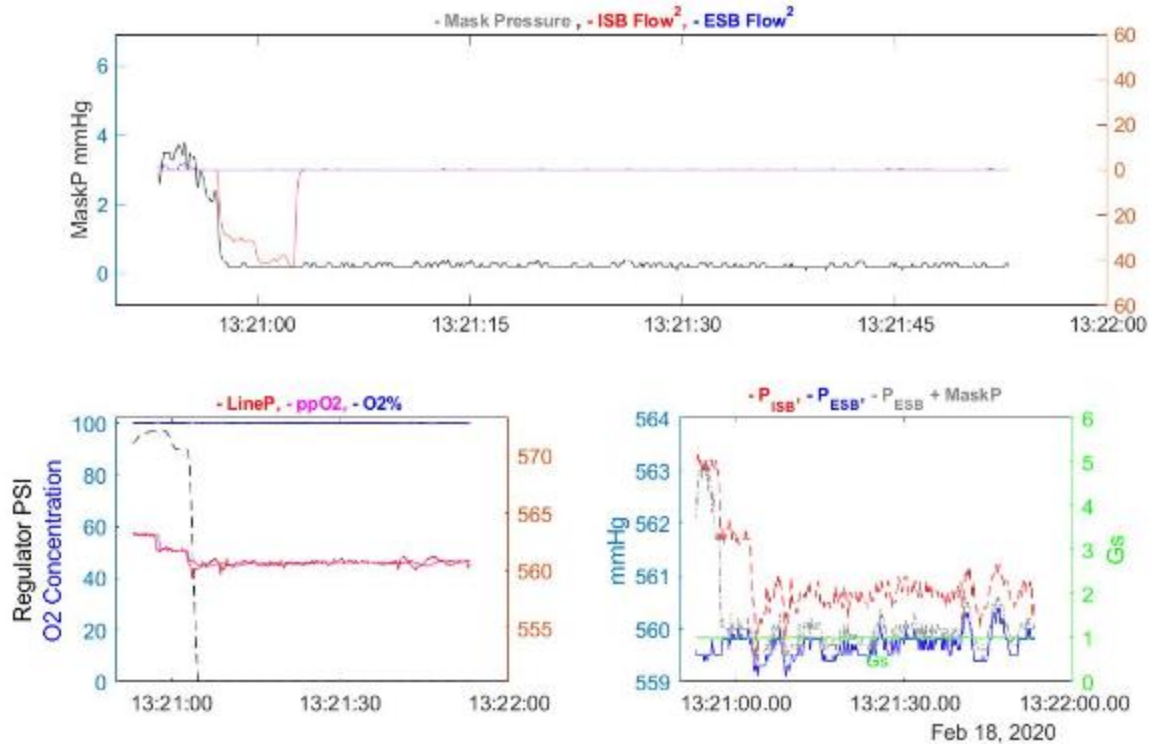 - Mask Pressure , - ISB Flow2, - ESB Flow2
60
6
40
20
MaskP mmHg
4
0
2
20
0
40
60
13:21:00 13:21:15 13:21:30 13:21:45 13:22:00
- LineP, - ppO2, - O2%
100
80
60
40
20
0
Regulator PSI
O2 Concentration
570
565
560
555
13:21:00 13:21:30 13:22:00
- PISB, - PESB, - PESB + MaskP
564
563
562
561
560
559
mmHg
6
5
4
3
2
1
0
Gs
Gs
13:21:00.00 13:21:30.00 13:22:00.00
Feb 18, 2020